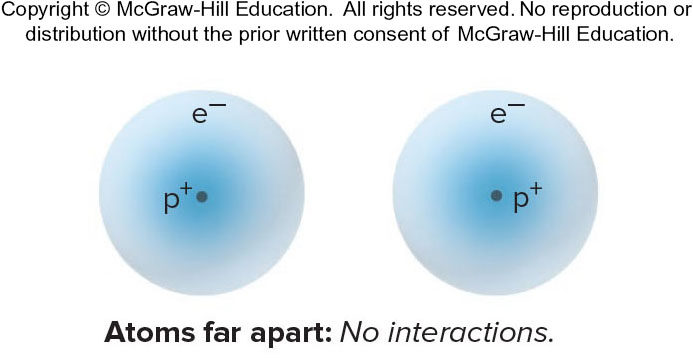 Copyright © McGraw-Hill Education. All rights reserved. No reproduction or
distribution without the prior written consent of McGraw-Hill Education.
e⁻ e⁻
p⁺ p⁺
Atoms far apart: No interactions.